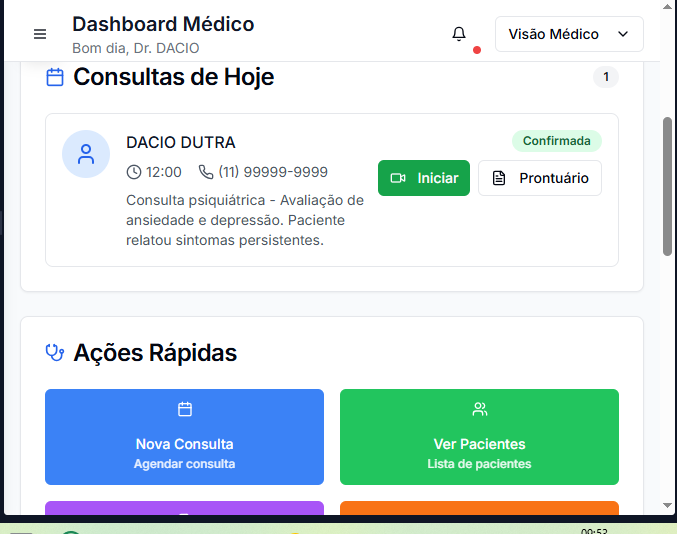 Dashboard Médico
Bom dia, Dr. DACIO
Visão Médico
Consultas de Hoje
1
DACIO DUTRA
Confirmada
12:00 (11) 99999-9999
Iniciar
Prontuário
Consulta psiquiátrica - Avaliação de
ansiedade e depressão. Paciente
relatou sintomas persistentes.
Ações Rápidas
Nova Consulta
Agendar consulta
Ver Pacientes
Lista de pacientes